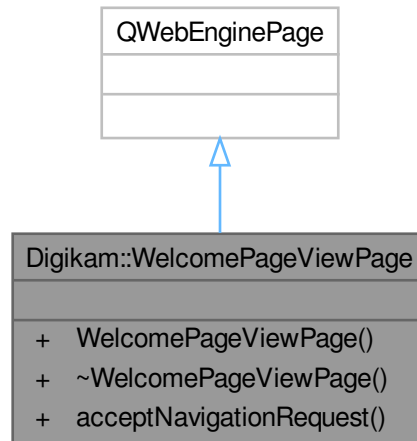 QWebEnginePage
Digikam::WelcomePageViewPage
+ WelcomePageViewPage()
+ ~WelcomePageViewPage()
+ acceptNavigationRequest()